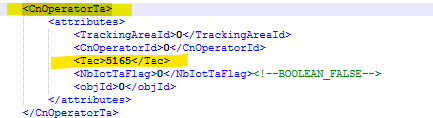 <CnOperatorTa>
<attributes>
<TrackingAreaId>0</TrackingAreaId>
<CnOperatorId>0</CnOperatorId>
<Tac>5165</Tac>
<NbIotTaFlag>0</NbIotTaFlag><!--BOOLEAN_FALSE-->
<objId>0</objId>
</attributes>
</CnOperatorTa>